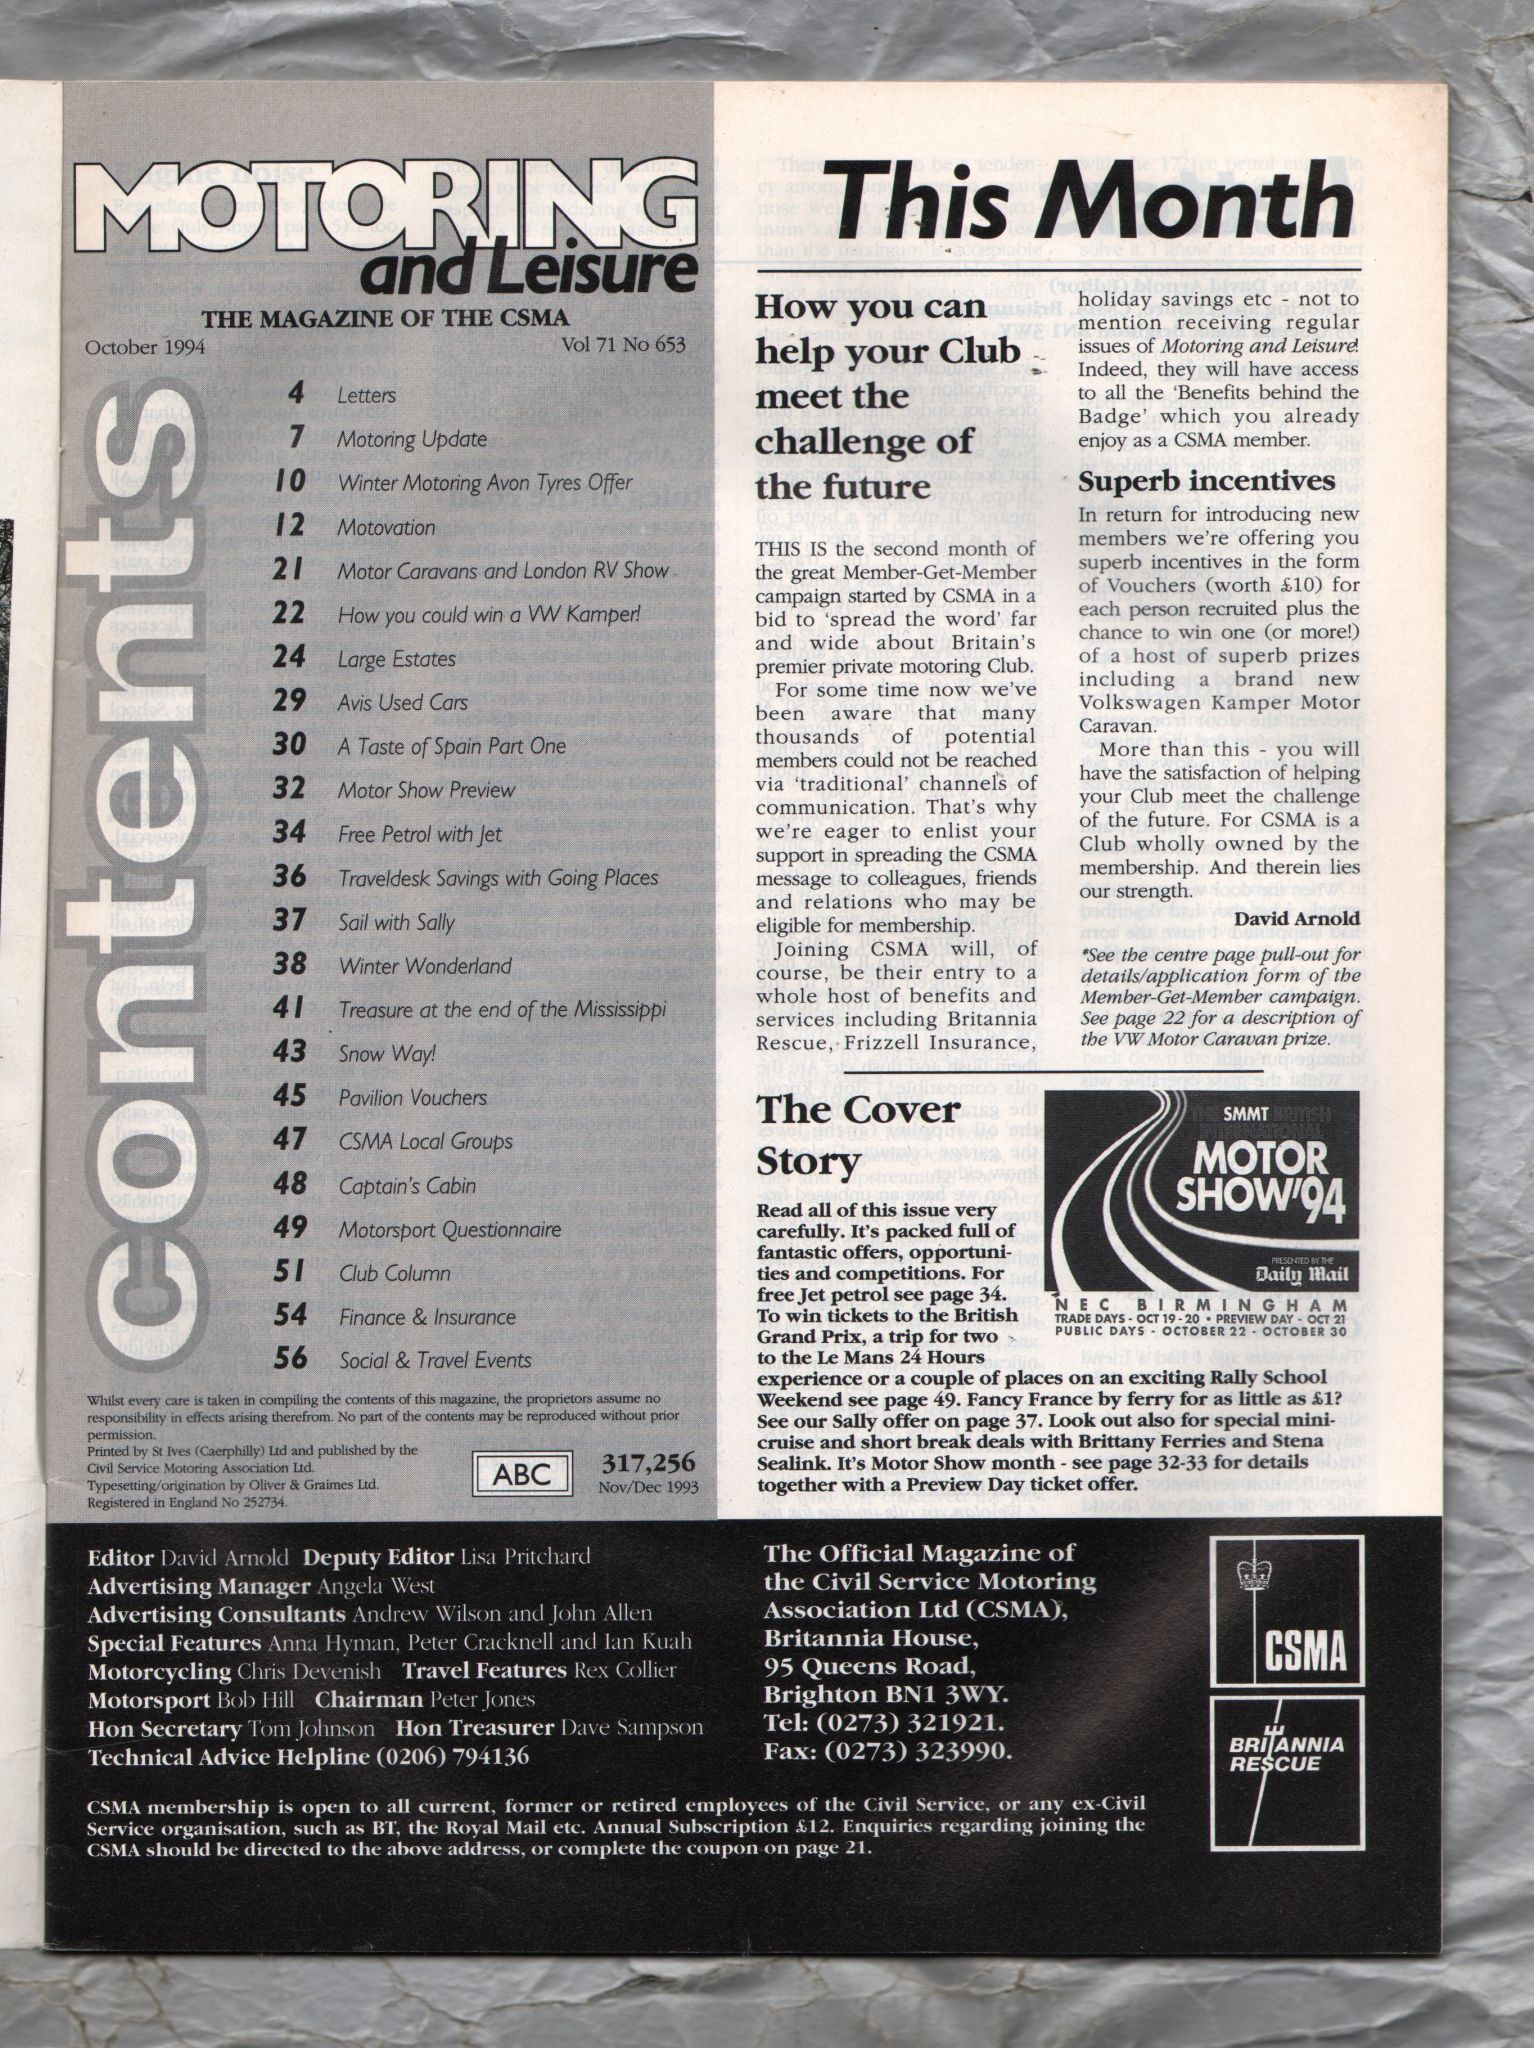 MOTORING
and Leisure
THE MAGAZINE OF THE CSMA
October 1994 Vol 71 No 653
contents
4 Letters
7 Motoring Update
10 Winter Motoring Avon Tyres Offer
12 Motovation
21 Motor Caravans and London RV Show
22 How you could win a VW Kamper!
24 Large Estates
29 Avis Used Cars
30 A Taste of Spain Part One
32 Motor Show Preview
34 Free Petrol with Jet
36 Traveldesk Savings with Going Places
37 Sail with Sally
38 Winter Wonderland
41 Treasure at the end of the Mississippi
43 Snow Way!
45 Pavilion Vouchers
47 CSMA Local Groups
48 Captain's Cabin
49 Motorsport Questionnaire
51 Club Column
54 Finance & Insurance
56 Social & Travel Events
Whilst every care is taken in compiling the contents of this magazine, the proprietors assume no
responsibility in effects arising therefrom. No part of the contents may be reproduced without prior
permission.
Printed by St Ives (Caerphilly) Ltd and published by the
Civil Service Motoring Association Ltd.
Typesetting/origination by Oliver & Graimes Ltd.
Registered in England No 252734.
ABC
317,256
Nov/Dec 1993
This Month
How you can
help your Club
meet the
challenge of
the future
THIS IS the second month of
the great Member-Get-Member
campaign started by CSMA in a
bid to 'spread the word' far
and wide about Britain's
premier private motoring Club.
For some time now we've
been aware that many
thousands of potential
members could not be reached
via 'traditional' channels of
communication. That's why
we're eager to enlist your
support in spreading the CSMA
message to colleagues, friends
and relations who may be
eligible for membership.
Joining CSMA will, of
course, be their entry to a
whole host of benefits and
services including Britannia
Rescue, Frizzell Insurance,
holiday savings etc - not to
mention receiving regular
issues of Motoring and Leisure!
Indeed, they will have access
to all the 'Benefits behind the
Badge' which you already
enjoy as a CSMA member.
Superb incentives
In return for introducing new
members we're offering you
superb incentives in the form
of Vouchers (worth £10) for
each person recruited plus the
chance to win one (or more!)
of a host of superb prizes
including a brand new
Volkswagen Kamper Motor
Caravan.
More than this - you will
have the satisfaction of helping
your Club meet the challenge
of the future. For CSMA is a
Club wholly owned by the
membership. And therein lies
our strength.
David Arnold
*See the centre page pull-out for
details/application form of the
Member-Get-Member campaign.
See page 22 for a description of
the VW Motor Caravan prize.
The Cover
Story
Read all of this issue very
carefully. It's packed full of
fantastic offers, opportuni-
ties and competitions. For
free Jet petrol see page 34.
To win tickets to the British
Grand Prix, a trip for two
to the Le Mans 24 Hours
experience or a couple of places on an exciting Rally School
Weekend see page 49. Fancy France by ferry for as little as £1?
See our Sally offer on page 37. Look out also for special mini-
cruise and short break deals with Brittany Ferries and Stena
Sealink. It's Motor Show month - see page 32-33 for details
together with a Preview Day ticket offer.
THE SMMT BRITISH
INTERNATIONAL
MOTOR
SHOW'94
PRESENTED BY THE
Daily Mail
NEC BIRMINGHAM
TRADE DAYS - OCT 19-20 • PREVIEW DAY - OCT 21
PUBLIC DAYS - OCTOBER 22 - OCTOBER 30
Editor David Arnold Deputy Editor Lisa Pritchard
Advertising Manager Angela West
Advertising Consultants Andrew Wilson and John Allen
Special Features Anna Hyman, Peter Cracknell and Ian Kuah
Motorcycling Chris Devenish Travel Features Rex Collier
Motorsport Bob Hill Chairman Peter Jones
Hon Secretary Tom Johnson Hon Treasurer Dave Sampson
Technical Advice Helpline (0206) 794136
The Official Magazine of
the Civil Service Motoring
Association Ltd (CSMA),
Britannia House,
95 Queens Road,
Brighton BN1 3WY.
Tel: (0273) 321921.
Fax: (0273) 323990.
CSMA
BRITANNIA
RESCUE
CSMA membership is open to all current, former or retired employees of the Civil Service, or any ex-Civil
Service organisation, such as BT, the Royal Mail etc. Annual Subscription £12. Enquiries regarding joining the
CSMA should be directed to the above address, or complete the coupon on page 21.